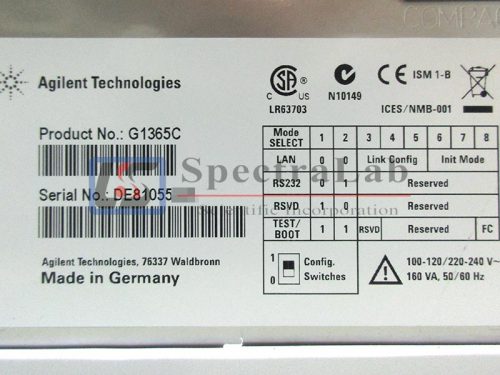 COMPA
Agilent Technologies
C US
LR63703
N10149
CE ISM 1-B
ICES/NMB-001
Product No.: G1365C
Serial No.: DE81055
Agilent Technologies, 76337 Waldbronn
Made in Germany
Mode SELECT 1 2 3 4 5 6 7 8
LAN 0 0 Link Config Init Mode
RS232 0 1 Reserved
RSVD 1 0 Reserved
TEST/BOOT 1 1 RSVD Reserved FC
1 Config.
0 Switches
100-120/220-240 V~
160 VA, 50/60 Hz
SpectraLab
Scientific Incorporation